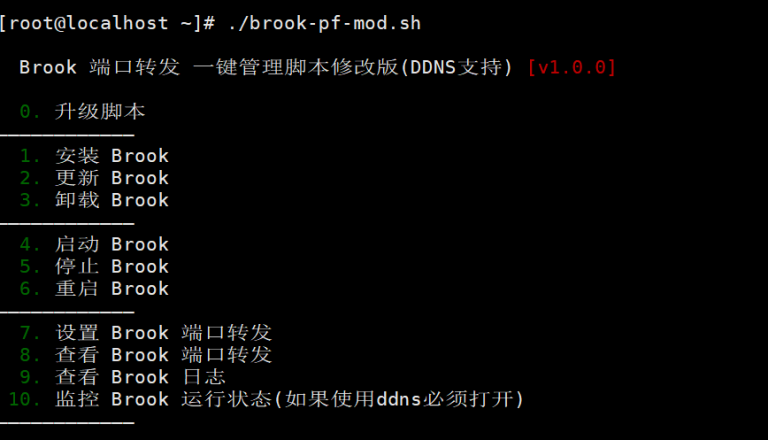 [root@localhost ~]# ./brook-pf-mod.sh
Brook 端口转发 一键管理脚本修改版(DDNS支持) [v1.0.0]
0. 升级脚本
————————————
1. 安装 Brook
2. 更新 Brook
3. 卸载 Brook
————————————
4. 启动 Brook
5. 停止 Brook
6. 重启 Brook
————————————
7. 设置 Brook 端口转发
8. 查看 Brook 端口转发
9. 查看 Brook 日志
10. 监控 Brook 运行状态(如果使用ddns必须打开)
————————————